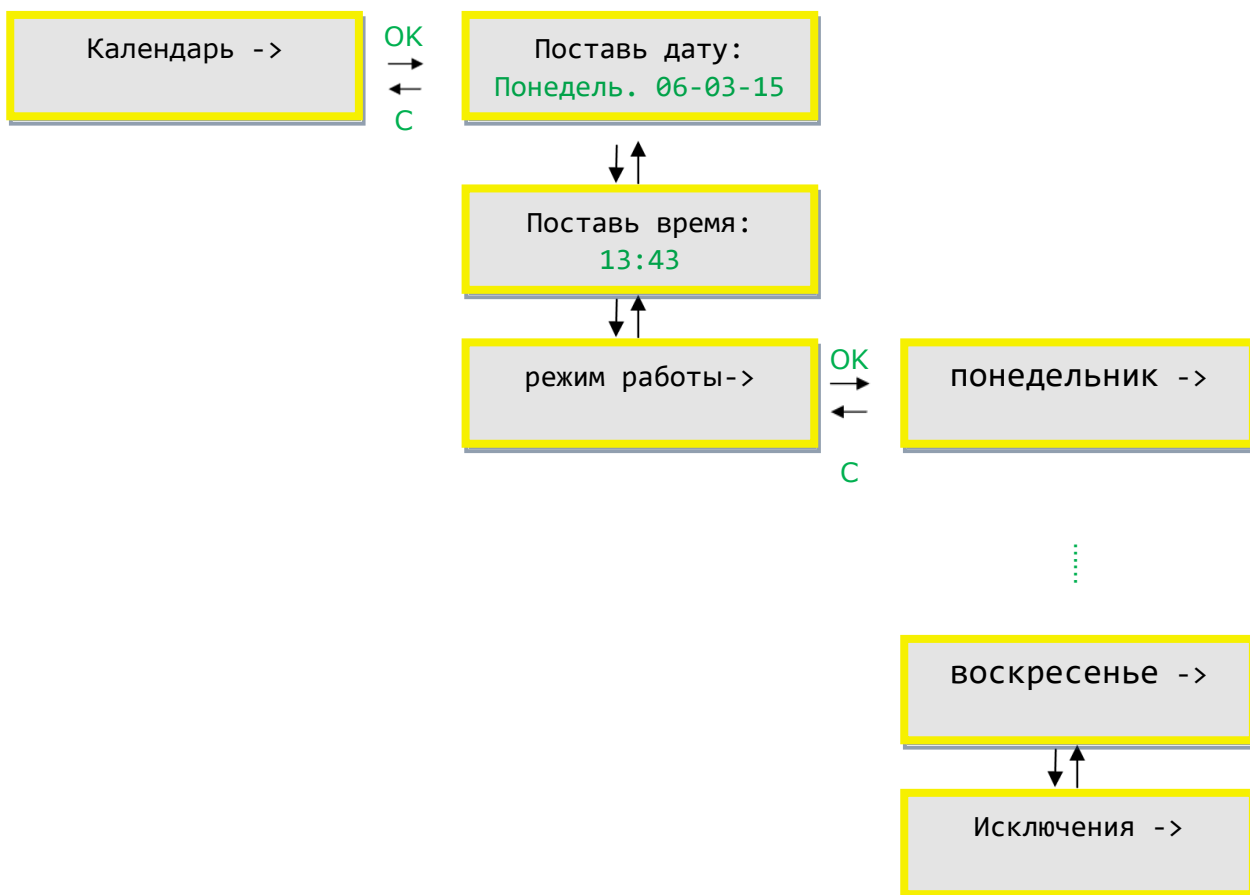 Календарь ->
OK
C
Поставь дату:
Понедель. 06-03-15
Поставь время:
13:43
режим работы->
OK
C
понедельник ->
воскресенье ->
Исключения ->